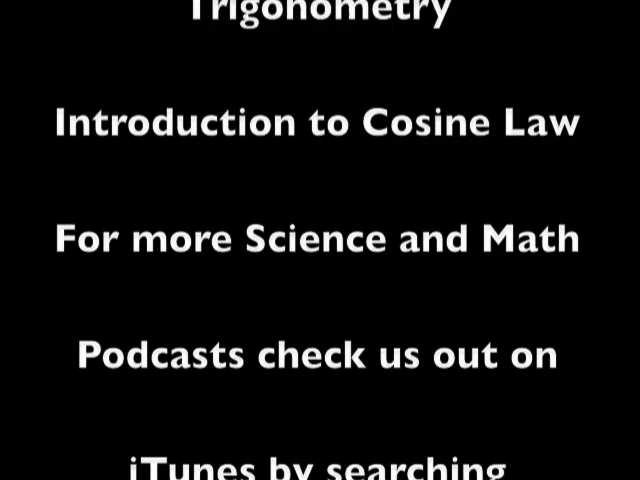 Trigonometry
Introduction to Cosine Law
For more Science and Math
Podcasts check us out on
iTunes by searching